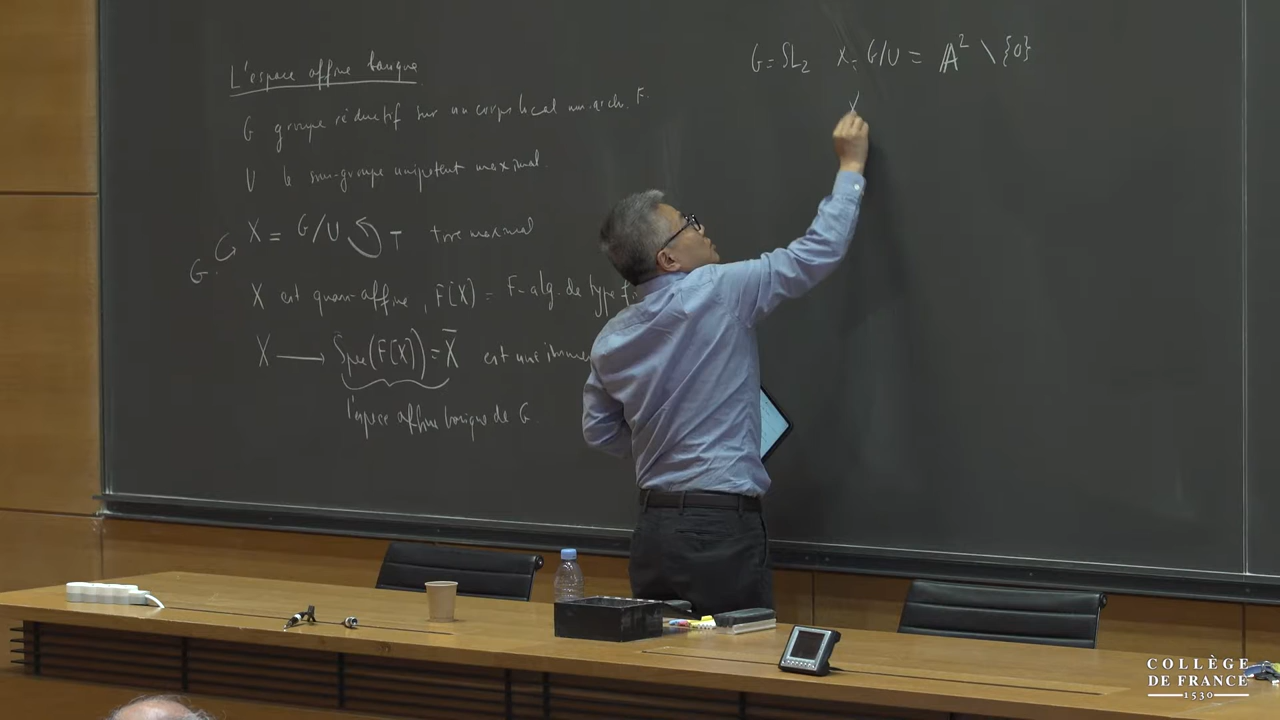 L'espace affine basique
G groupe réductif sur un corps local non arch. F.
U le sous-groupe unipotent maximal.
G X = G/U T tore maximal
X est quasi-affine, F[X] = F-alg. de type f
X → Spec(F[X]) = X̄ est une imme
l'espace affine basique de G.
G = SL₂ X = G/U = 𝔸² \ {0}
X
COLLÈGE
DE FRANCE
1530